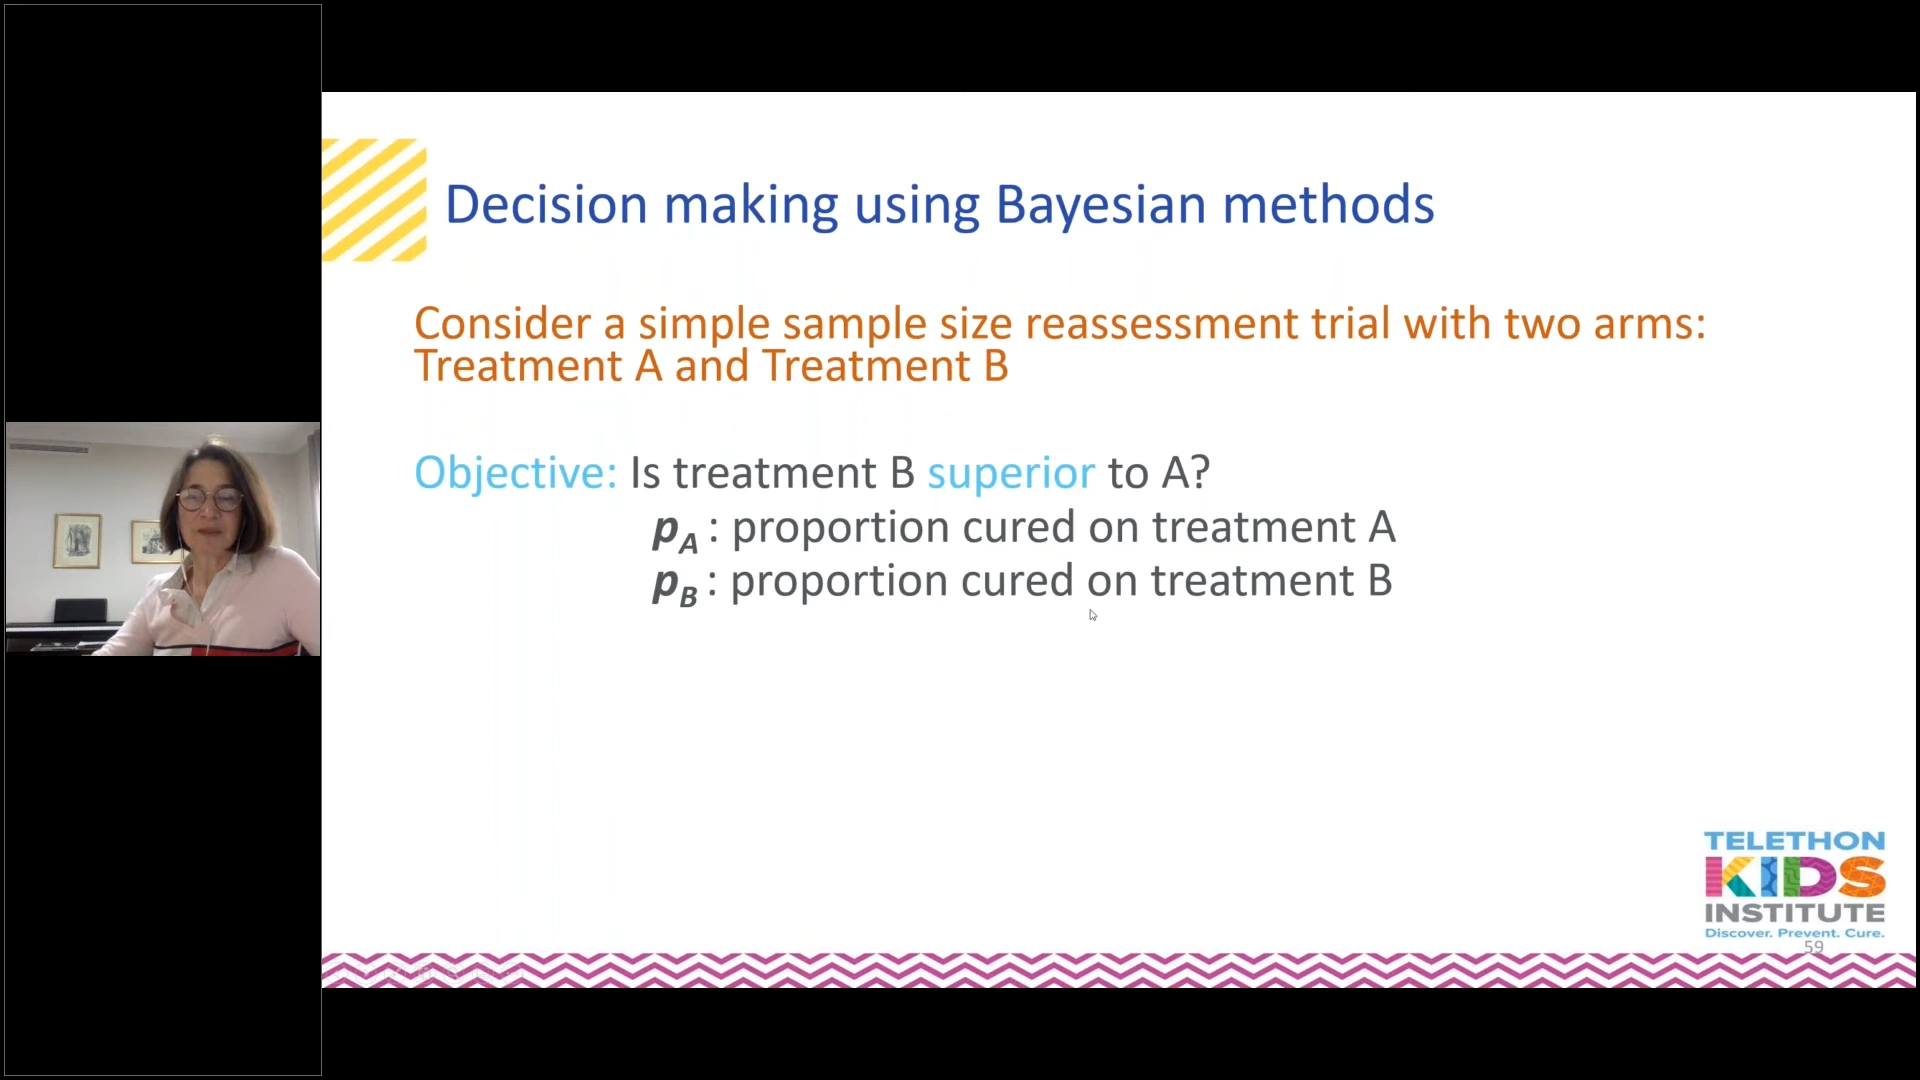 Decision making using Bayesian methods
Consider a simple sample size reassessment trial with two arms:
Treatment A and Treatment B
Objective: Is treatment B superior to A?
pA : proportion cured on treatment A
pB : proportion cured on treatment B
TELETHON
KIDS
INSTITUTE
Discover. Prevent. Cure.
59